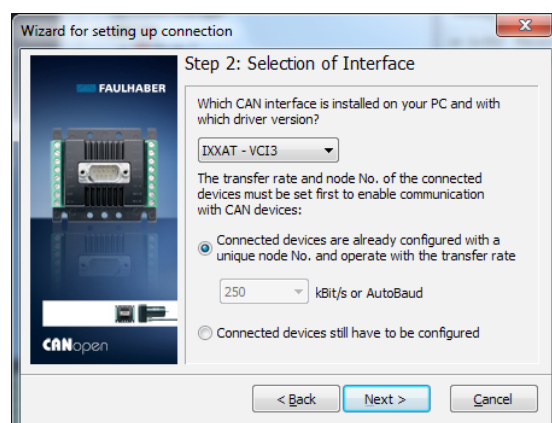 Wizard for setting up connection
FAULHABER
CANopen
Step 2: Selection of Interface
Which CAN interface is installed on your PC and with
which driver version?
IXXAT - VCI3
The transfer rate and node No. of the connected
devices must be set first to enable communication
with CAN devices:
Connected devices are already configured with a
unique node No. and operate with the transfer rate
250 kBit/s or AutoBaud
Connected devices still have to be configured
< Back Next > Cancel